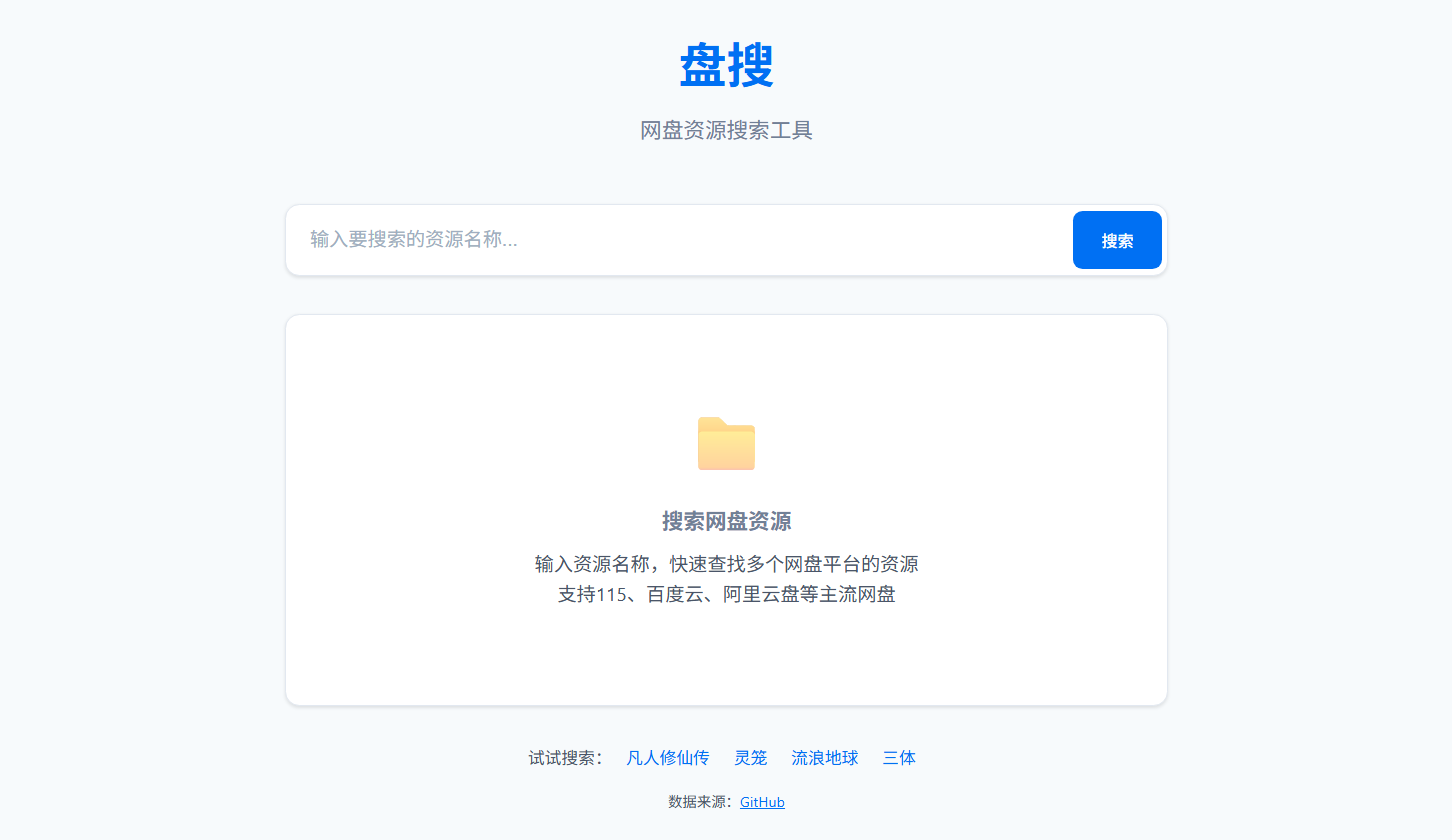 盘搜
网盘资源搜索工具
输入要搜索的资源名称...
搜索
搜索网盘资源
输入资源名称，快速查找多个网盘平台的资源
支持115、百度云、阿里云盘等主流网盘
试试搜索： 凡人修仙传 灵笼 流浪地球 三体
数据来源：GitHub